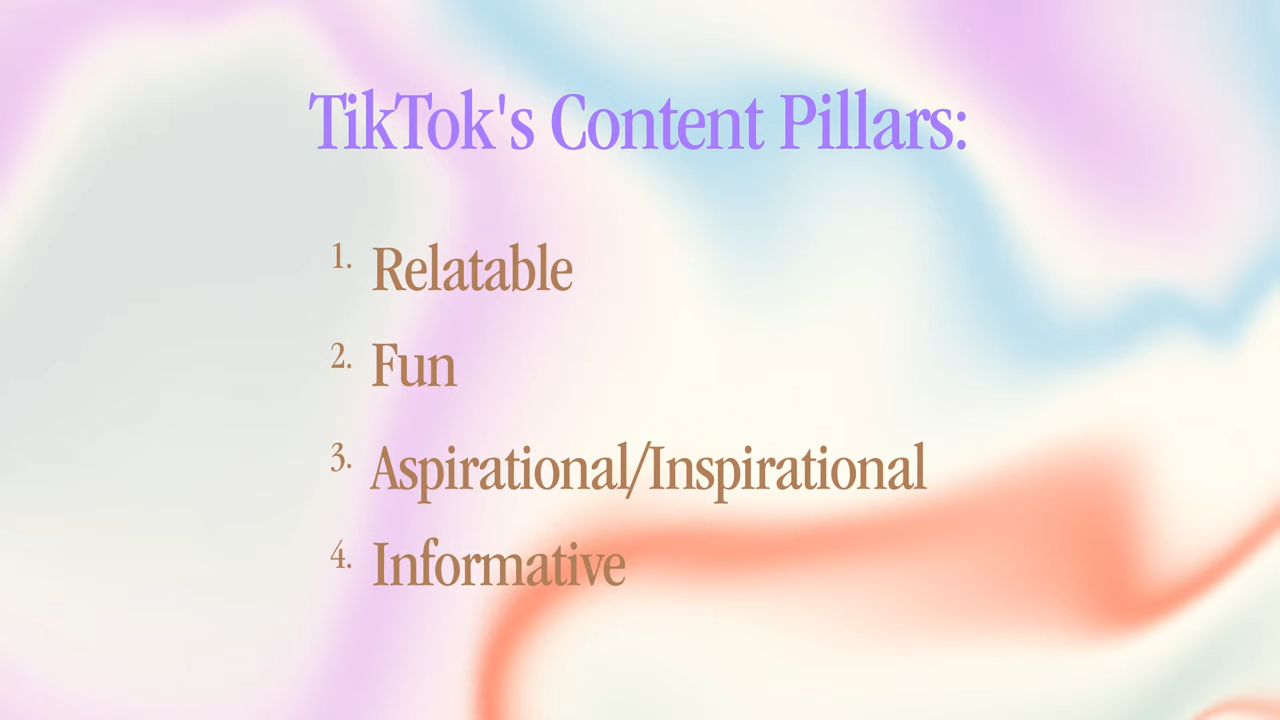 TikTok's Content Pillars:
1. Relatable
2. Fun
3. Aspirational/Inspirational
4. Informative